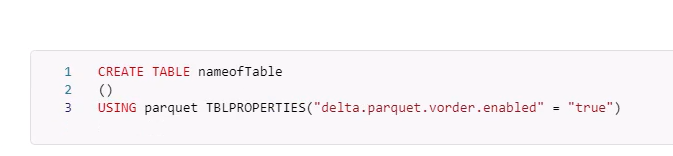 1 CREATE TABLE nameofTable
2 ()
3 USING parquet TBLPROPERTIES("delta.parquet.vorder.enabled" = "true")